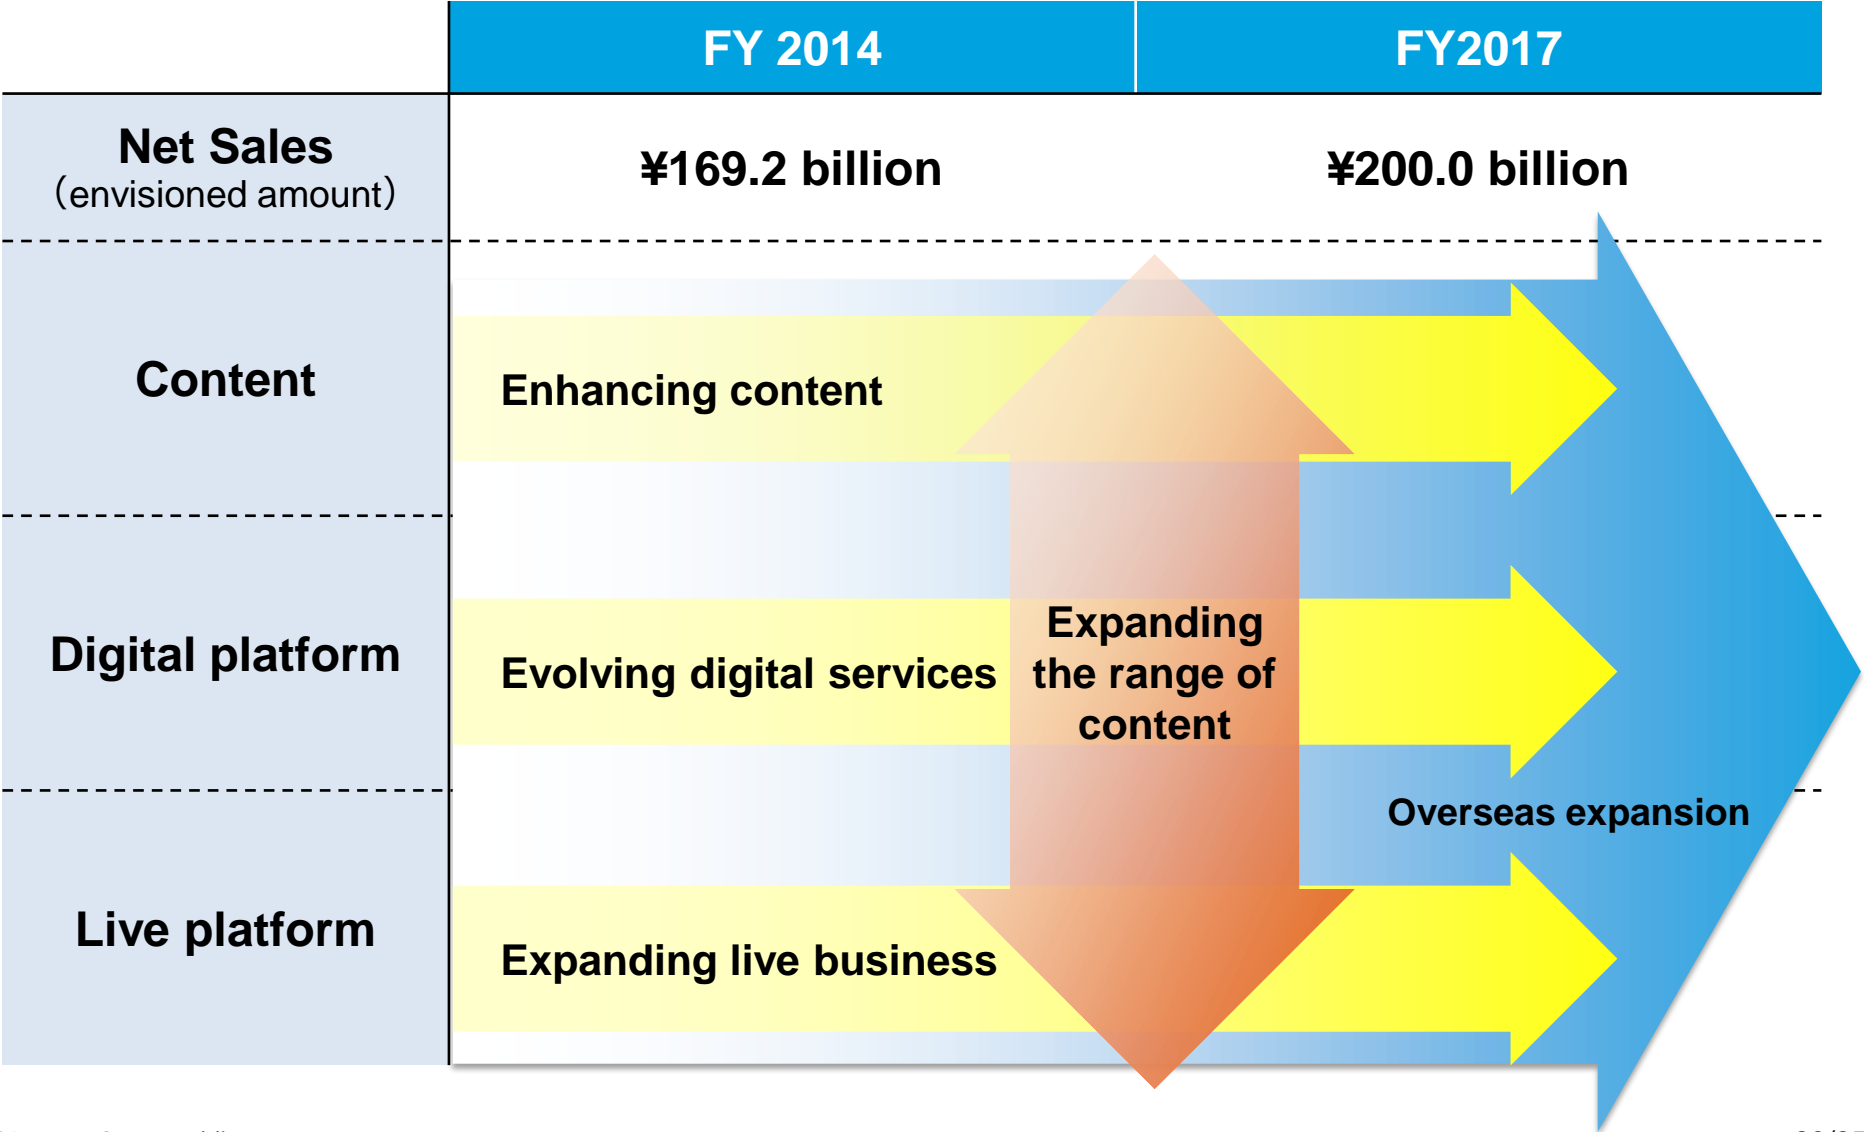 FY 2014
FY2017
Net Sales
（envisioned amount）
¥169.2 billion
¥200.0 billion
Content
Enhancing content
Digital platform
Evolving digital services
Expanding
the range of
content
Overseas expansion
Live platform
Expanding live business